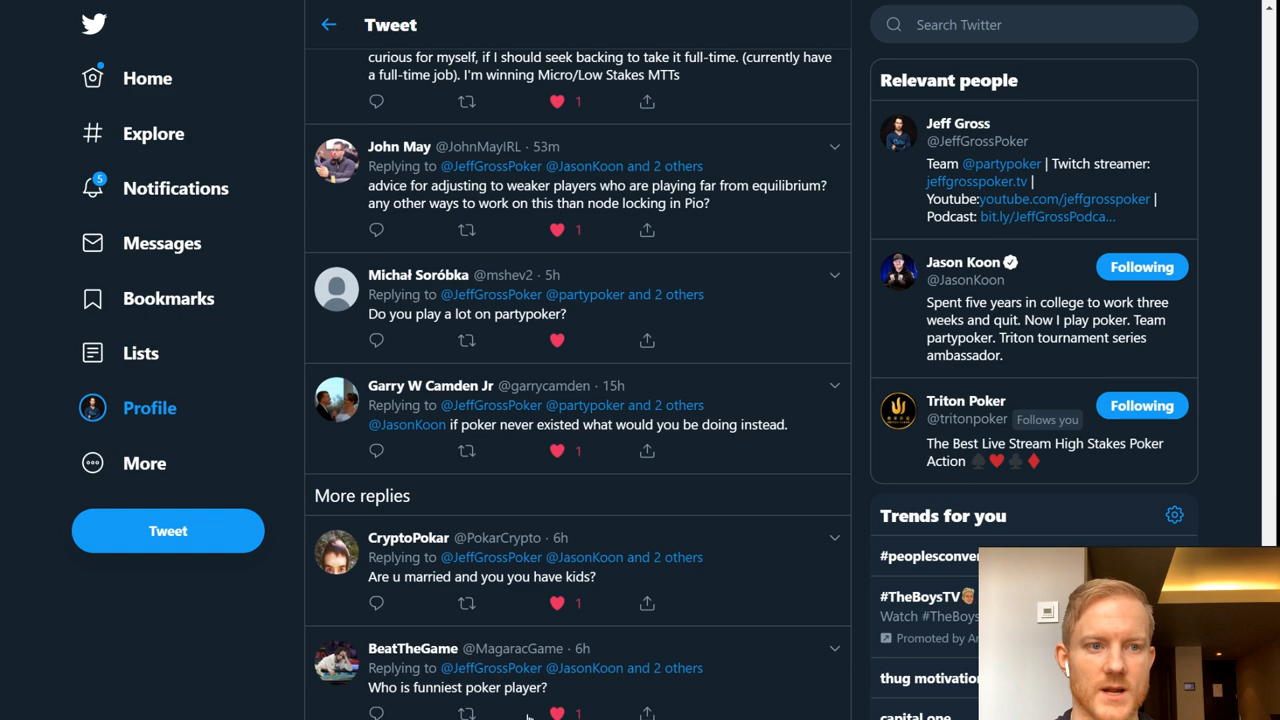 Home
Explore
5
Notifications
Messages
Bookmarks
Lists
Profile
More
Tweet
Tweet
curious for myself, if I should seek backing to take it full-time. (currently have
a full-time job). I'm winning Micro/Low Stakes MTTs
1
John May @JohnMayIRL · 53m
Replying to @JeffGrossPoker @JasonKoon and 2 others
advice for adjusting to weaker players who are playing far from equilibrium?
any other ways to work on this than node locking in Pio?
1
Michał Soróbka @mshev2 · 5h
Replying to @JeffGrossPoker @partypoker and 2 others
Do you play a lot on partypoker?
Garry W Camden Jr @garrycamden · 15h
Replying to @JeffGrossPoker @partypoker and 2 others
@JasonKoon if poker never existed what would you be doing instead.
1
More replies
CryptoPokar @PokarCrypto · 6h
Replying to @JeffGrossPoker @JasonKoon and 2 others
Are u married and you you have kids?
1
BeatTheGame @MagaracGame · 6h
Replying to @JeffGrossPoker @JasonKoon and 2 others
Who is funniest poker player?
1
Search Twitter
Relevant people
Jeff Gross
@JeffGrossPoker
Team @partypoker | Twitch streamer:
jeffgrosspoker.tv |
Youtube:youtube.com/jeffgrosspoker |
Podcast: bit.ly/JeffGrossPodca...
Jason Koon
Following
@JasonKoon
Spent five years in college to work three
weeks and quit. Now I play poker. Team
partypoker. Triton tournament series
ambassador.
Triton Poker
Following
@tritonpoker Follows you
The Best Live Stream High Stakes Poker
Action ♠♥♣♦
Trends for you
#peoplesconver
#TheBoysTV
Watch #TheBoys
Promoted by A
thug motivation
capital one